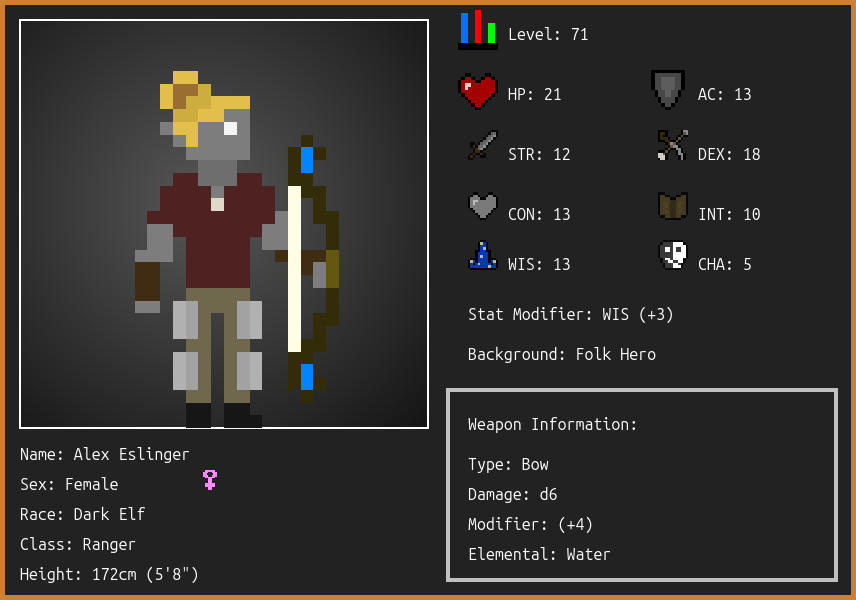 Level: 71
HP: 21
AC: 13
STR: 12
DEX: 18
CON: 13
INT: 10
WIS: 13
CHA: 5
Stat Modifier: WIS (+3)
Background: Folk Hero
Weapon Information:
Type: Bow
Damage: d6
Modifier: (+4)
Elemental: Water
Name: Alex Eslinger
Sex: Female
Race: Dark Elf
Class: Ranger
Height: 172cm (5'8")